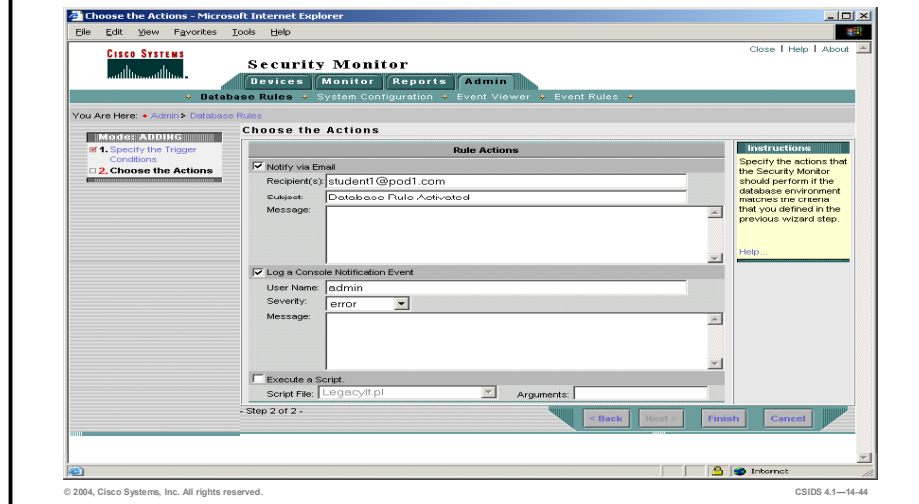 Choose the Actions - Microsoft Internet Explorer
File Edit View Favorites Tools Help
Close | Help | About
CISCO SYSTEMS
Security Monitor
Devices Monitor Reports Admin
Database Rules System Configuration Event Viewer Event Rules
You Are Here: Admin > Database Rules
Mode: ADDING
1. Specify the Trigger Conditions
2. Choose the Actions
Choose the Actions
Rule Actions
Notify via Email
Recipient(s): student1@pod1.com
Subject: Database Rule Activated
Message:
Log a Console Notification Event
User Name: admin
Severity: error
Message:
Execute a Script.
Script File: LegacyIf.pl Arguments:
Instructions
Specify the actions that
the Security Monitor
should perform if the
database environment
matches the criteria
that you defined in the
previous wizard step.
Help...
- Step 2 of 2 -
< Back Next > Finish Cancel
Internet
© 2004, Cisco Systems, Inc. All rights reserved.
CSIDS 4.1—14-44